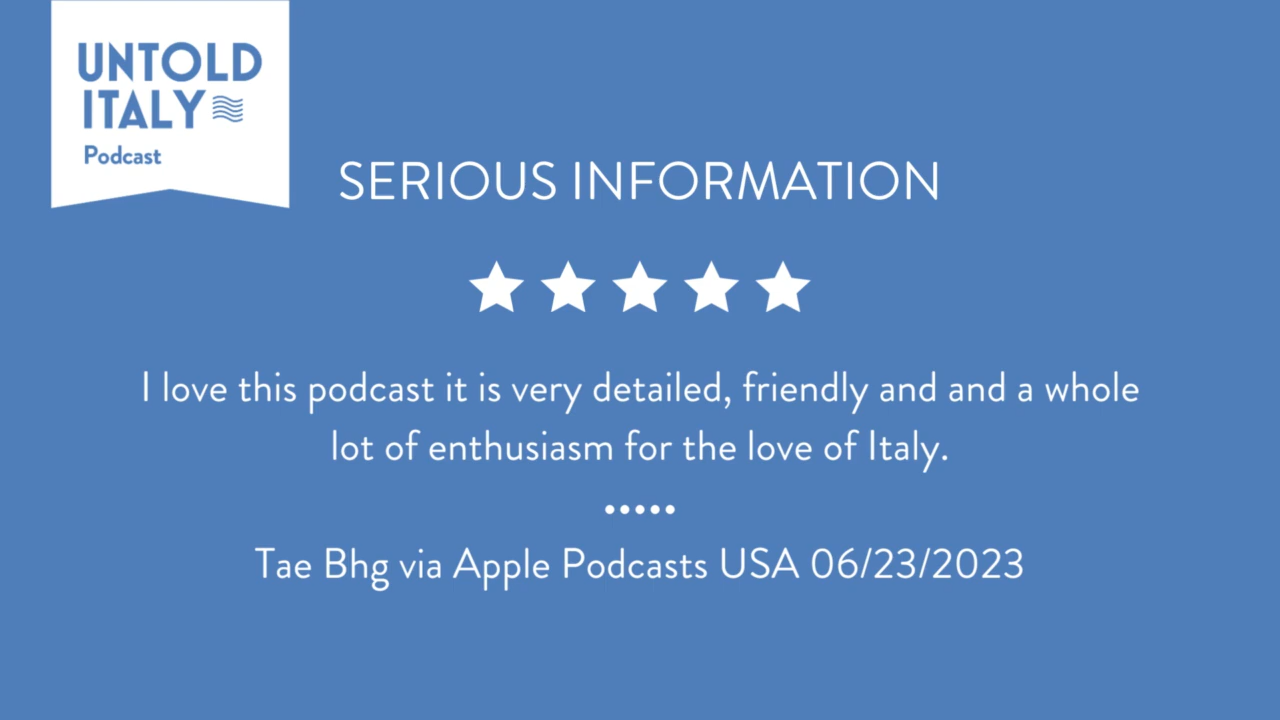 UNTOLD
ITALY
Podcast
SERIOUS INFORMATION
I love this podcast it is very detailed, friendly and and a whole
lot of enthusiasm for the love of Italy.
Tae Bhg via Apple Podcasts USA 06/23/2023